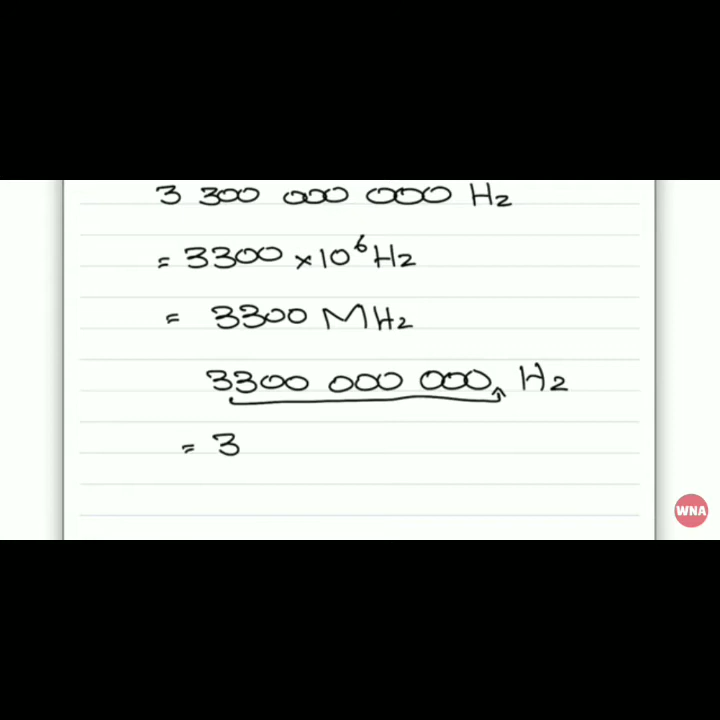 3 300 000 000 Hz
= 3300 × 10⁶ Hz
= 3300 MHz
3300 000 000, Hz
= 3
WNA